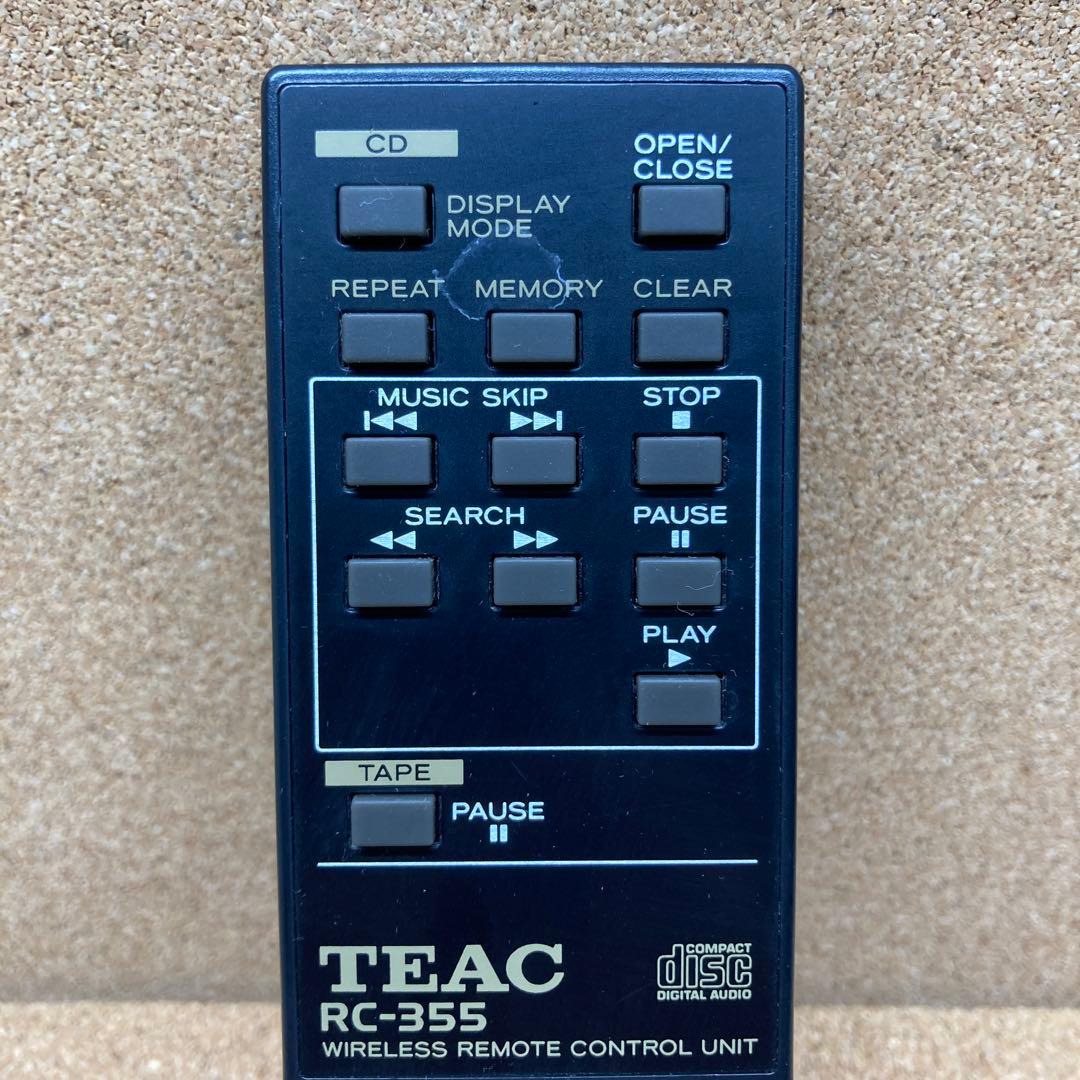 CD
OPEN/
CLOSE
DISPLAY
MODE
REPEAT MEMORY CLEAR
MUSIC SKIP STOP
SEARCH PAUSE
PLAY
TAPE
PAUSE
TEAC
COMPACT
disc
DIGITAL AUDIO
RC-355
WIRELESS REMOTE CONTROL UNIT